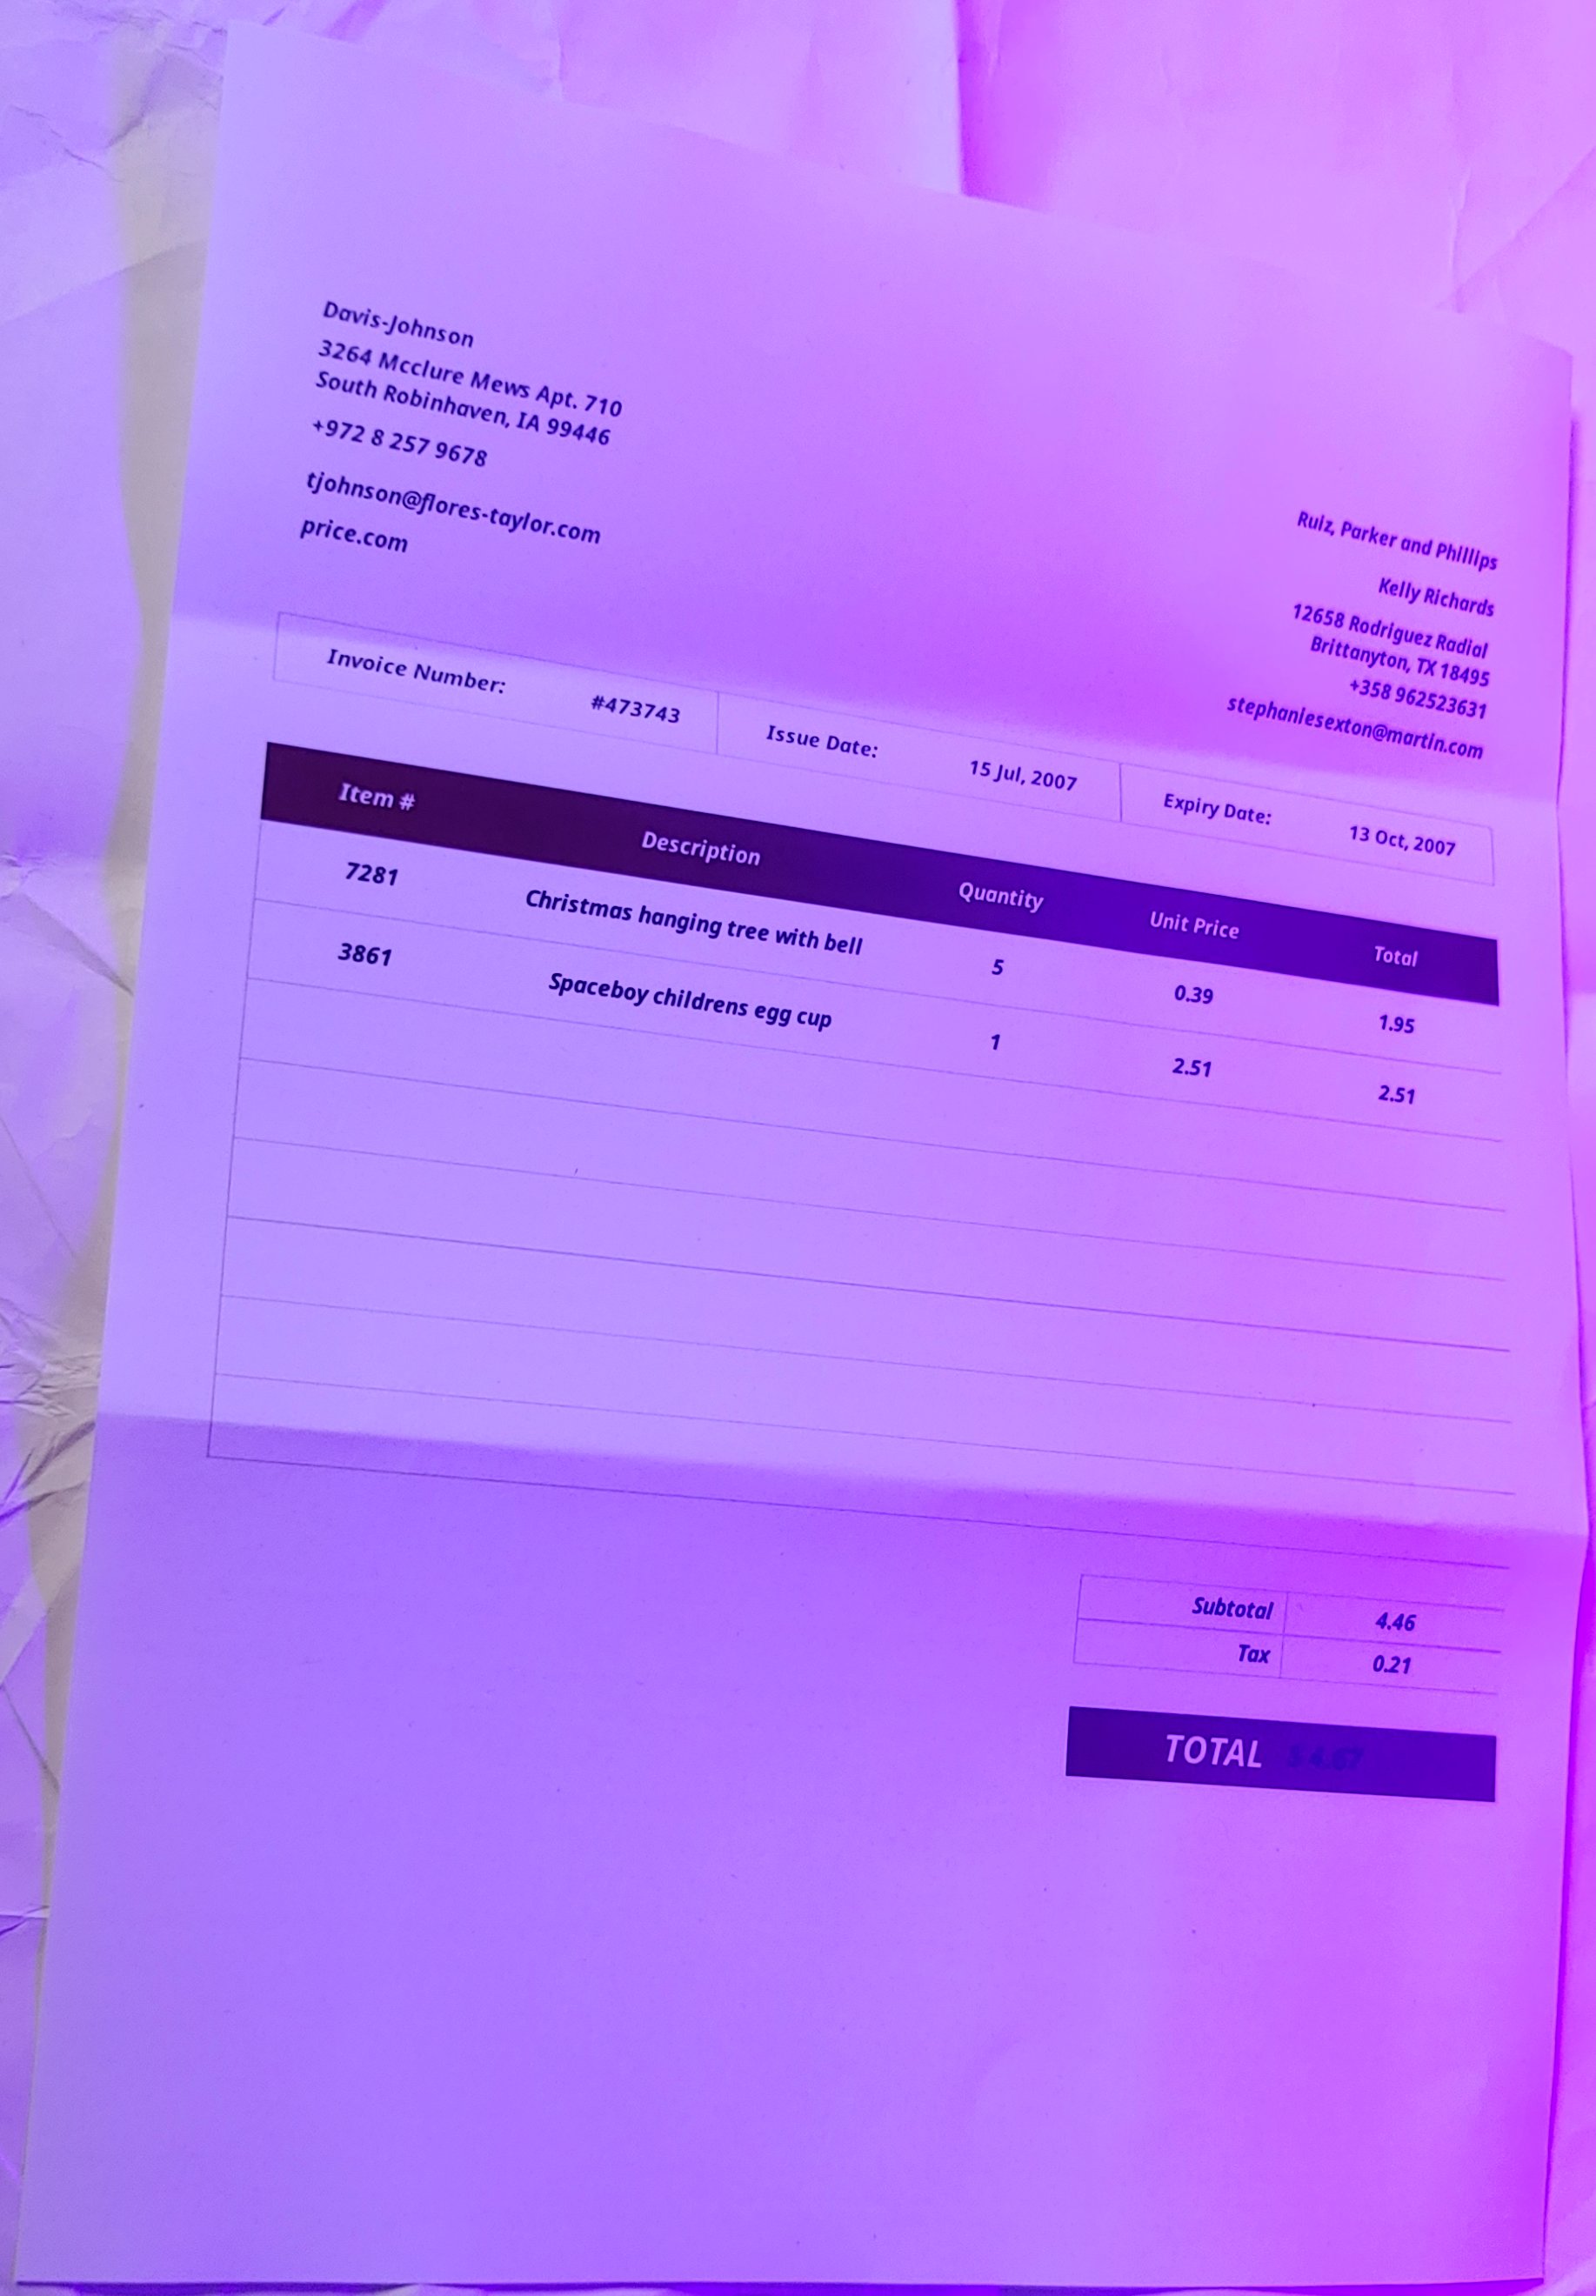 Davis-Johnson
3264 Mcclure Mews Apt. 710
South Robinhaven, IA 99446
+972 8 257 9678
tjohnson@flores-taylor.com
price.com
Ruiz, Parker and Phillips
Kelly Richards
12658 Rodriguez Radial
Brittanyton, TX 18495
+358 962523631
stephaniesexton@martin.com
Invoice Number: #473743 Issue Date: 15 Jul, 2007 Expiry Date: 13 Oct, 2007
Item # Description Quantity Unit Price Total
7281 Christmas hanging tree with bell 5 0.39 1.95
3861 Spaceboy childrens egg cup 1 2.51 2.51
Subtotal 4.46
Tax 0.21
TOTAL $ 4.67